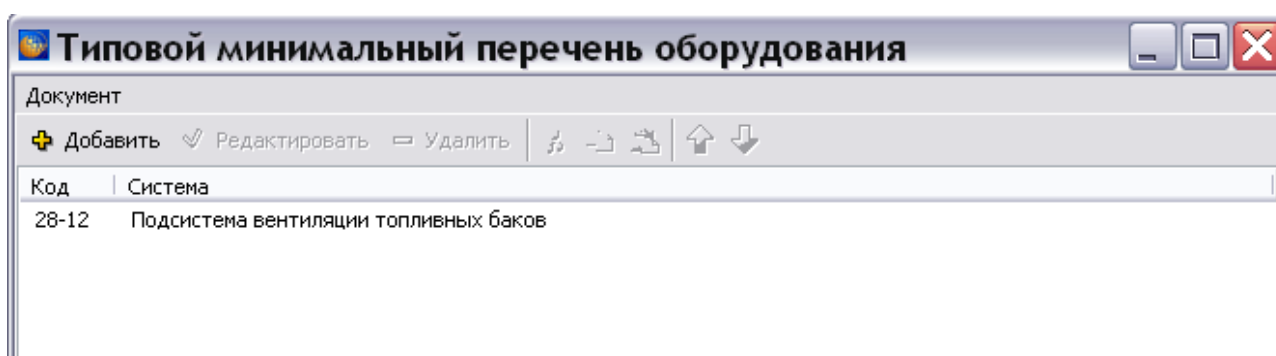 Типовой минимальный перечень оборудования
Документ
Добавить Редактировать Удалить
Код Система
28-12 Подсистема вентиляции топливных баков